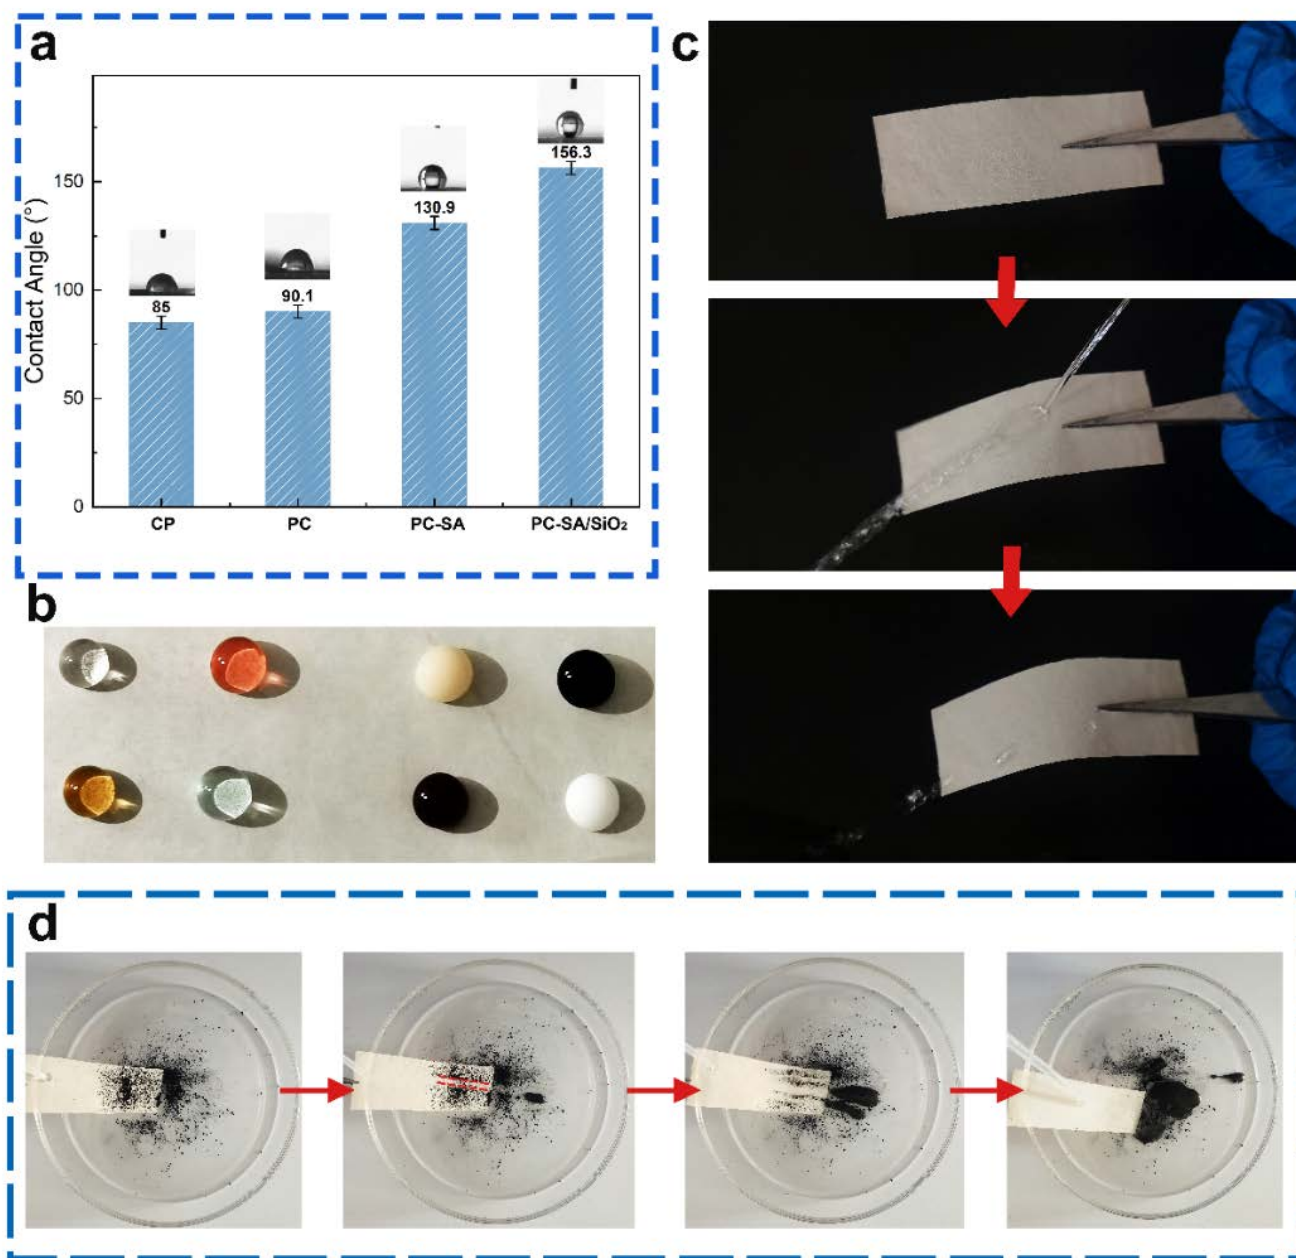 a
c
156.3
150
130.9
Contact Angle (°)
100
90.1
85
50
0
CP PC PC-SA PC-SA/SiO₂
b
d